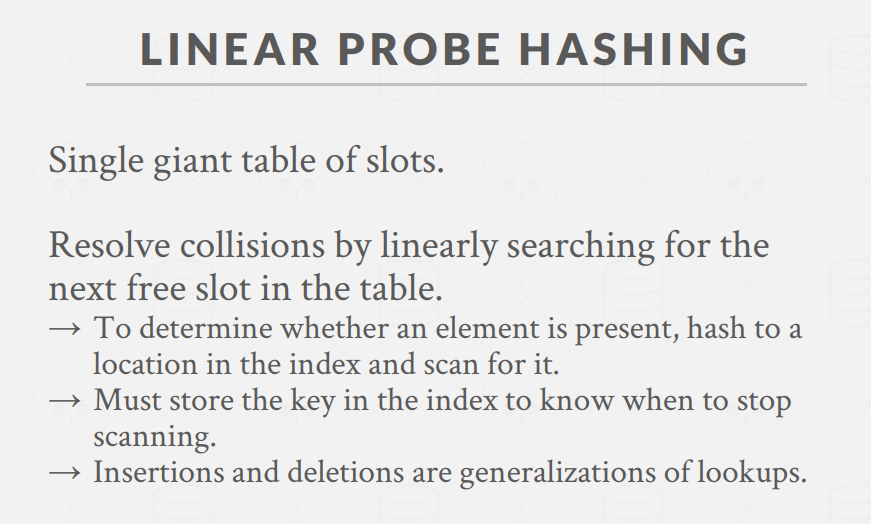 LINEAR PROBE HASHING
Single giant table of slots.
Resolve collisions by linearly searching for the
next free slot in the table.
→ To determine whether an element is present, hash to a
location in the index and scan for it.
→ Must store the key in the index to know when to stop
scanning.
→ Insertions and deletions are generalizations of lookups.